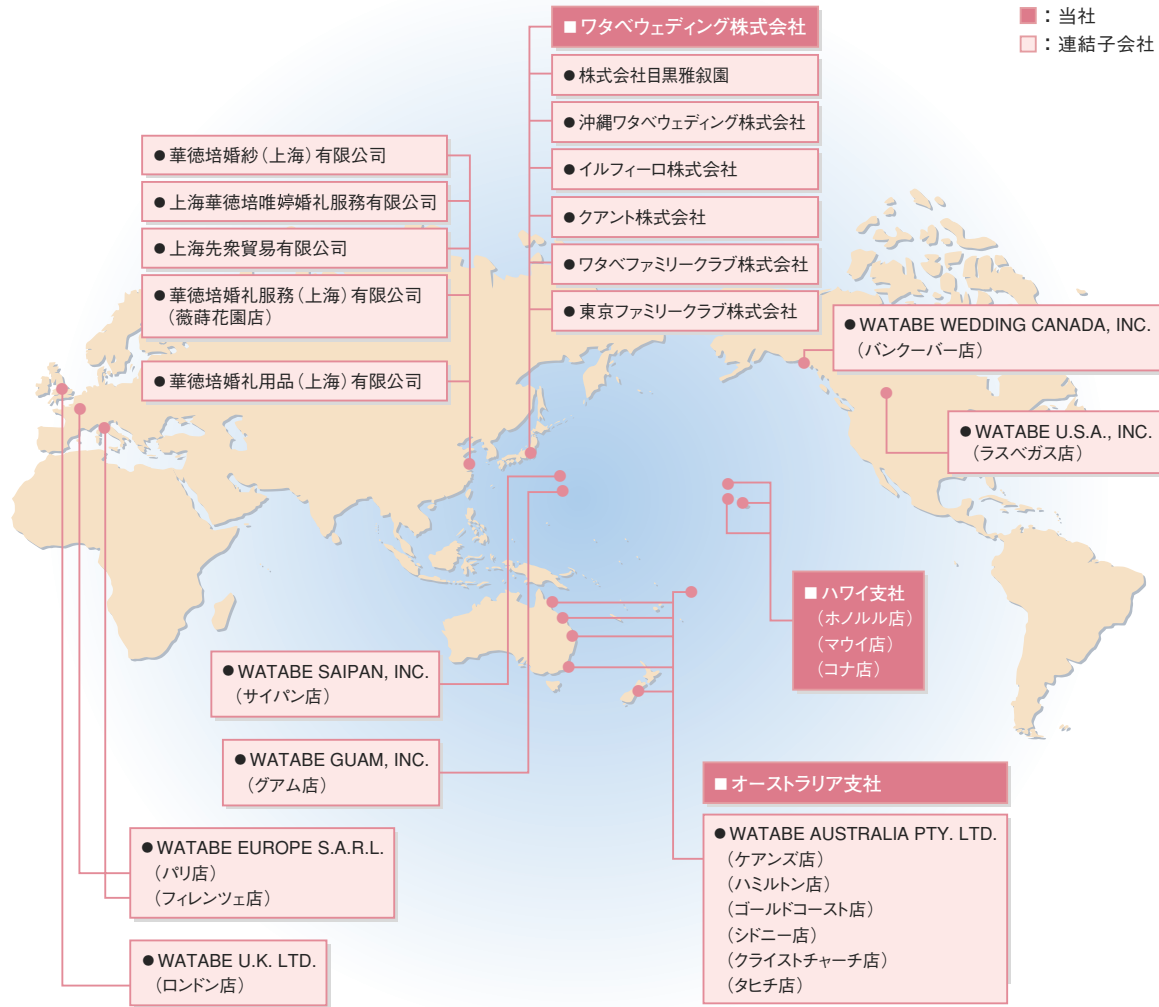 ■ワタベウェディング株式会社
●株式会社目黒雅叙園
●沖縄ワタベウェディング株式会社
●イルフィーロ株式会社
●クアント株式会社
●ワタベファミリークラブ株式会社
●東京ファミリークラブ株式会社
■：当社
□：連結子会社
●華徳培婚紗（上海）有限公司
●上海華徳培唯婷婚礼服務有限公司
●上海先衆貿易有限公司
●華徳培婚礼服務（上海）有限公司
（薇蒔花園店）
●華徳培婚礼用品（上海）有限公司
●WATABE WEDDING CANADA, INC.
（バンクーバー店）
●WATABE U.S.A., INC.
（ラスベガス店）
■ハワイ支社
（ホノルル店）
（マウイ店）
（コナ店）
●WATABE SAIPAN, INC.
（サイパン店）
●WATABE GUAM, INC.
（グアム店）
■オーストラリア支社
●WATABE AUSTRALIA PTY. LTD.
（ケアンズ店）
（ハミルトン店）
（ゴールドコースト店）
（シドニー店）
（クライストチャーチ店）
（タヒチ店）
●WATABE EUROPE S.A.R.L.
（パリ店）
（フィレンツェ店）
●WATABE U.K. LTD.
（ロンドン店）